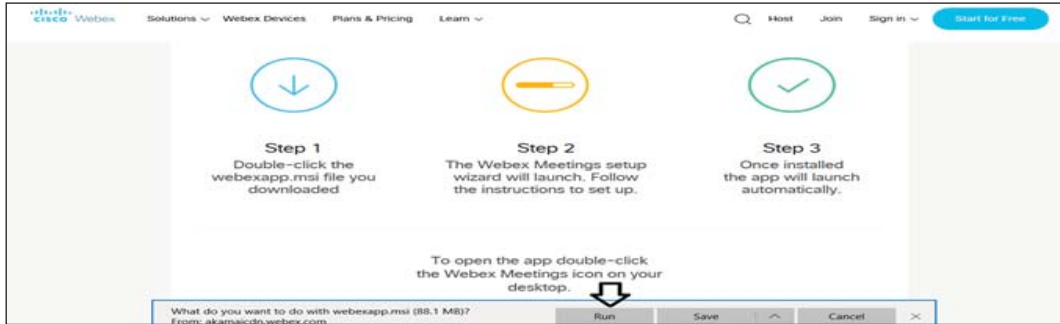 CISCO Webex Solutions Webex Devices Plans & Pricing Learn Host Join Sign in Start for Free
Step 1
Double-click the
webexapp.msi file you
downloaded
Step 2
The Webex Meetings setup
wizard will launch. Follow
the instructions to set up.
Step 3
Once installed
the app will launch
automatically.
To open the app double-click
the Webex Meetings icon on your
desktop.
What do you want to do with webexapp.msi (88.1 MB)?
From: akamaicdn.webex.com
Run Save Cancel